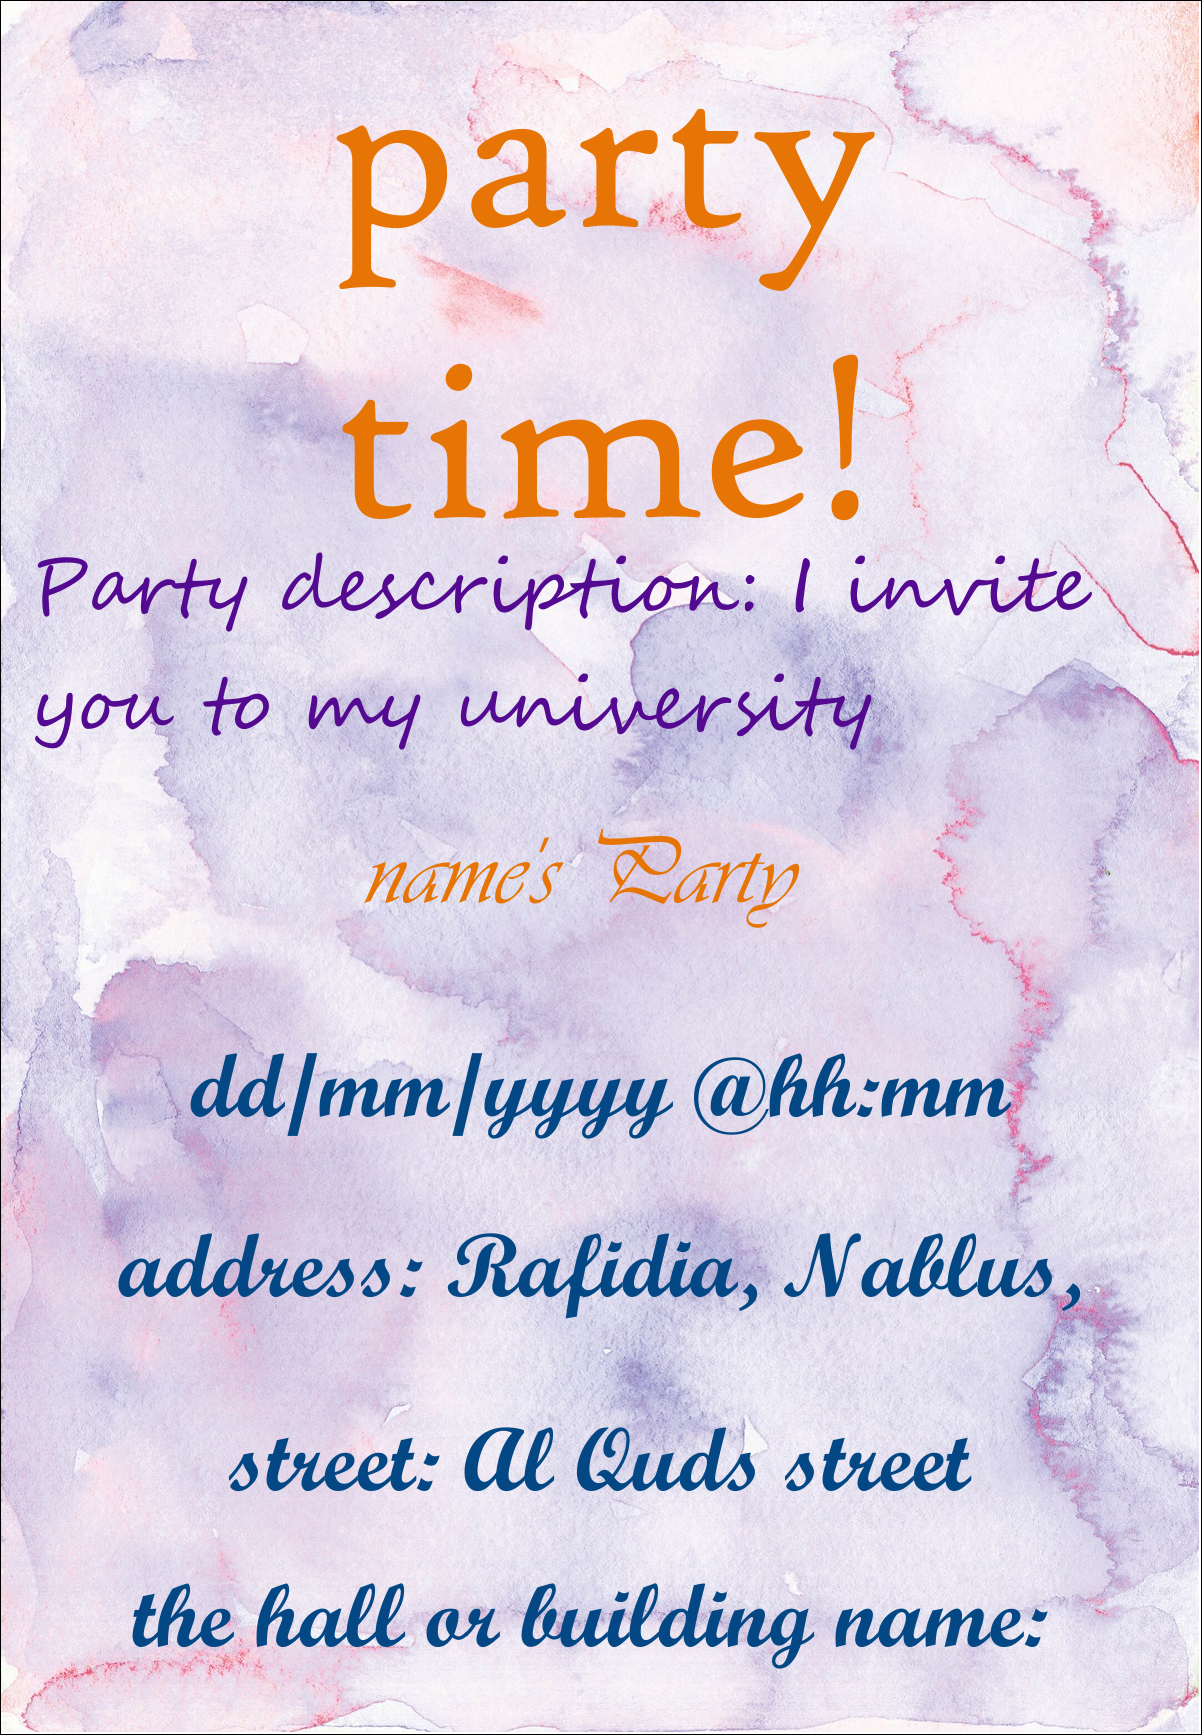 party
time!
Party description: I invite
you to my university
name's Party
dd/mm/yyyy @hh:mm
address: Rafidia, Nablus,
street: Al Quds street
the hall or building name: